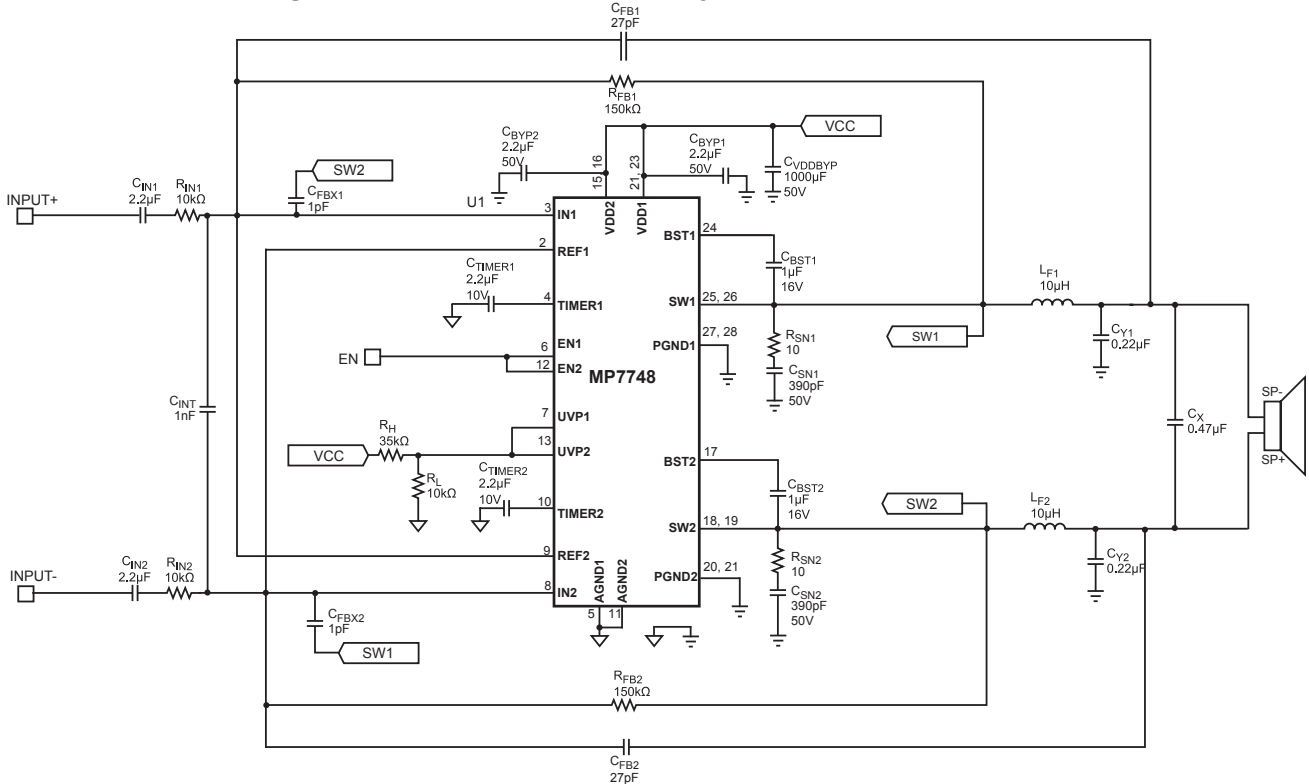 CFB1
27pF
RFB1
150kΩ
VCC
CBYP2
2.2µF
50V
15, 16
21, 23
CBYP1
2.2µF
50V
CVDDBYP
1000µF
50V
SW2
INPUT+
CIN1
2.2µF
RIN1
10kΩ
CFBX1
1pF
U1
3
IN1
VDD2
VDD1
2
REF1
BST1
24
CTIMER1
2.2µF
10V
4
TIMER1
CBST1
1µF
16V
SW1
25, 26
LF1
10µH
EN
6
EN1
12
EN2
PGND1
27, 28
MP7748
RSN1
10
CSN1
390pF
50V
SW1
CY1
0.22µF
CINT
1nF
7
UVP1
13
UVP2
VCC
RH
35kΩ
RL
10kΩ
CX
0.47µF
SP-
SP+
BST2
17
CTIMER2
2.2µF
10V
10
TIMER2
CBST2
1µF
16V
SW2
SW2
18, 19
LF2
10µH
9
REF2
RSN2
10
CSN2
390pF
50V
CY2
0.22µF
INPUT-
CIN2
2.2µF
RIN2
10kΩ
8
IN2
PGND2
20, 21
AGND1
AGND2
5
11
CFBX2
1pF
SW1
RFB2
150kΩ
CFB2
27pF